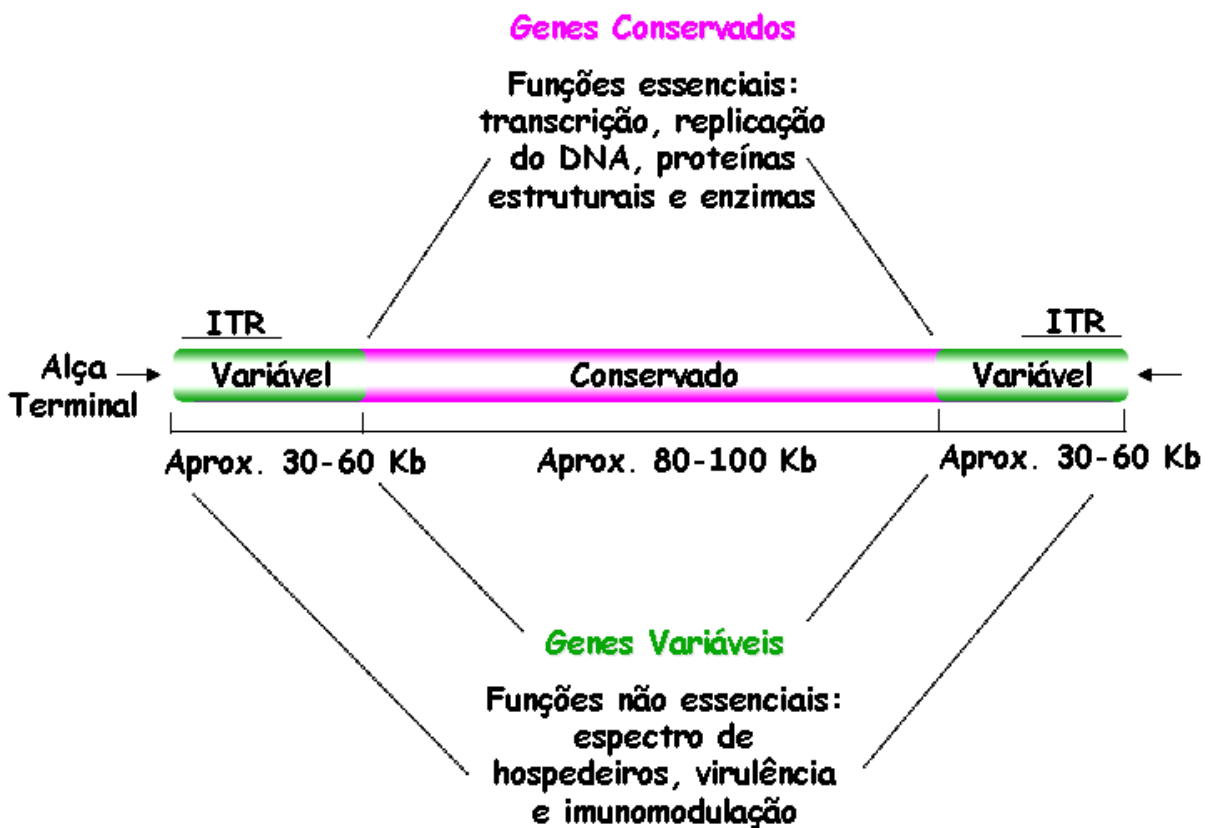 Genes Conservados
Funções essenciais:
transcrição, replicação
do DNA, proteínas
estruturais e enzimas
ITR
ITR
Alça
Terminal
Variável
Conservado
Variável
Aprox. 30-60 Kb
Aprox. 80-100 Kb
Aprox. 30-60 Kb
Genes Variáveis
Funções não essenciais:
espectro de
hospedeiros, virulência
e imunomodulação